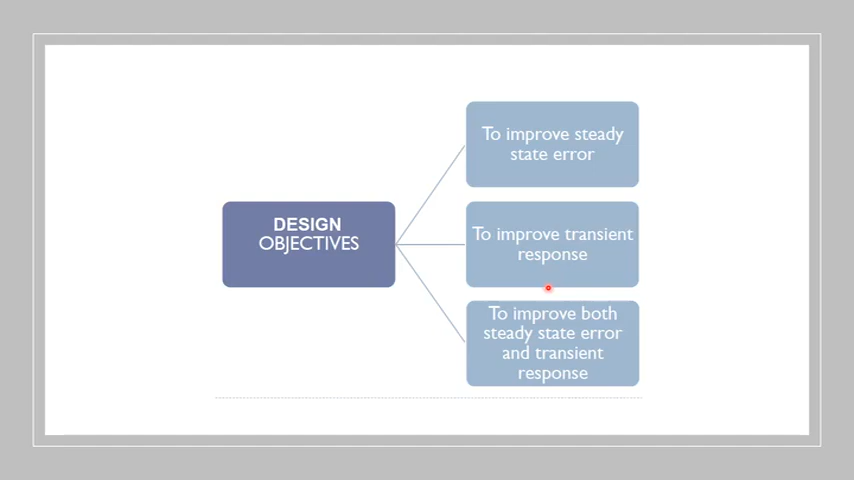 DESIGN
OBJECTIVES
To improve steady
state error
To improve transient
response
To improve both
steady state error
and transient
response